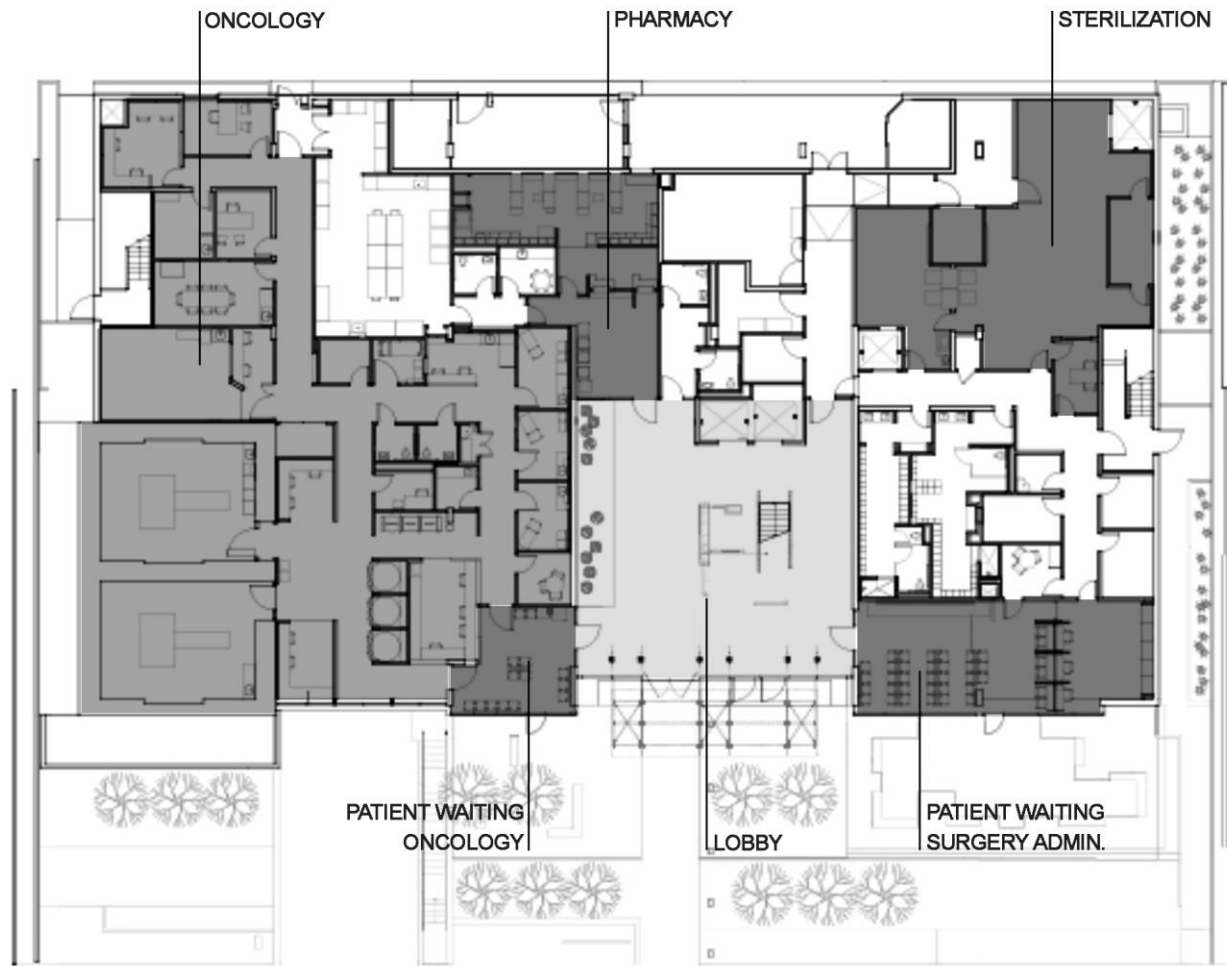 ONCOLOGY
PHARMACY
STERILIZATION
PATIENT WAITING
ONCOLOGY
LOBBY
PATIENT WAITING
SURGERY ADMIN.